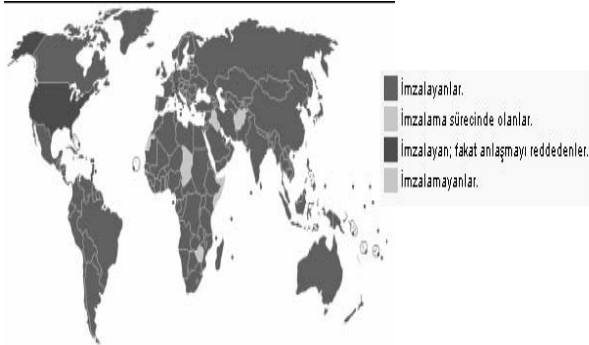 İmzalayanlar.
İmzalama sürecinde olanlar.
İmzalayan; fakat anlaşmayı reddedenler.
İmzalamayanlar.